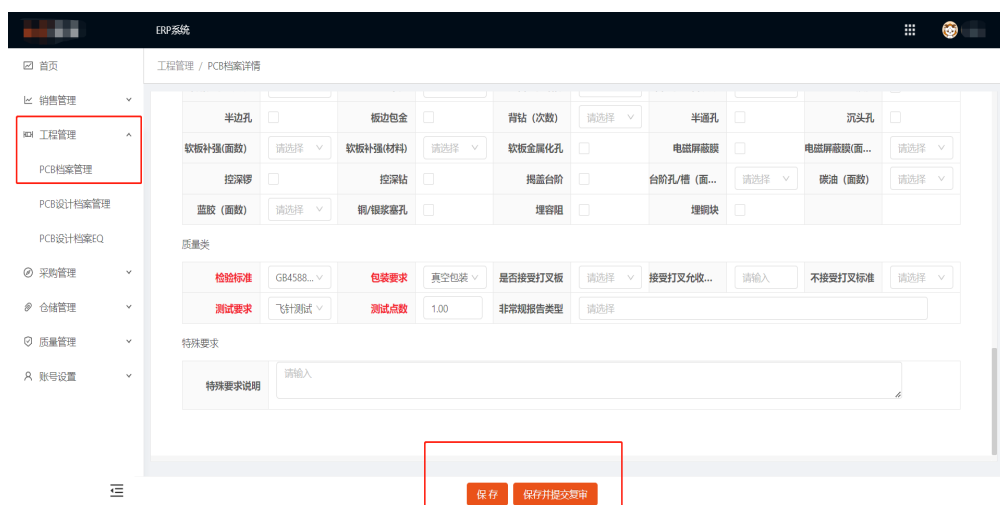 ERP系统
首页
工程管理 / PCB档案详情
销售管理
工程管理
PCB档案管理
PCB设计档案管理
PCB设计档案EQ
采购管理
仓储管理
质量管理
账号设置
半边孔 板边包金 背钻（次数） 请选择 半通孔 沉头孔
软板补强(面数) 请选择 软板补强(材料) 请选择 软板金属化孔 电磁屏蔽膜 电磁屏蔽膜(面... 请选择
控深锣 控深钻 揭盖台阶 台阶孔/槽（面... 请选择 碳油（面数） 请选择
蓝胶（面数） 请选择 铜/银浆塞孔 埋容阻 埋铜块
质量类
检验标准 GB4588... 包装要求 真空包装 是否接受打叉板 请选择 接受打叉允收... 请输入 不接受打叉标准 请选择
测试要求 飞针测试 测试点数 1.00 非常规报告类型 请选择
特殊要求
特殊要求说明 请输入
保存 保存并提交复审